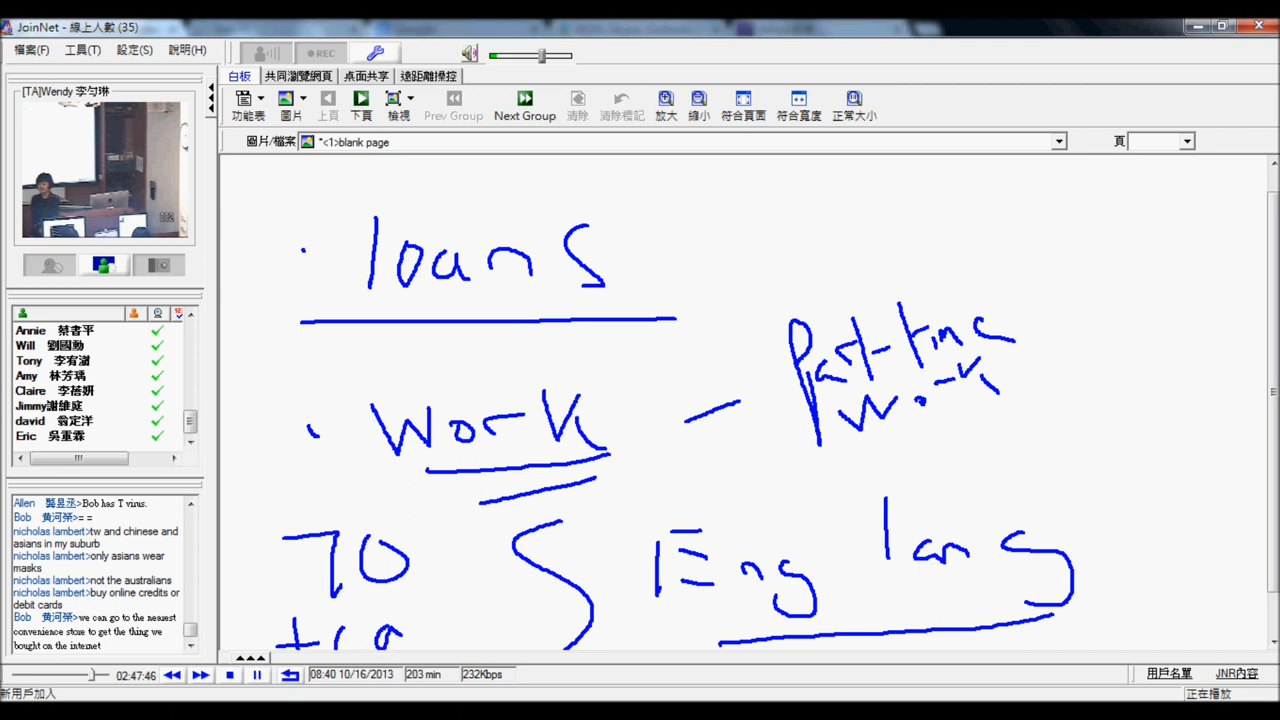 JoinNet - 線上人數 (35)
檔案(F) 工具(T) 設定(S) 說明(H)
REC
[TA]Wendy 李勻琳
白板 共同瀏覽網頁 桌面共享 遠距離操控
功能表 圖片 上頁 下頁 檢視 Prev Group Next Group 清除 清除標記 放大 縮小 符合頁面 符合寬度 正常大小
圖片/檔案 *<1>blank page 頁
Annie 蔡書平
Will 劉國勳
Tony 李宥澍
Amy 林芳瑀
Claire 李蓓妍
Jimmy謝維庭
david 翁定洋
Eric 吳重霖
Allen 龔昱丞>Bob has T virus.
Bob 黃河榮>= =
nicholas lambert>tw and chinese and
asians in my suburb
nicholas lambert>only asians wear
masks
nicholas lambert>not the australians
nicholas lambert>buy online credits or
debit cards
Bob 黃河榮>we can go to the nearest
convenience store to get the thing we
bought on the internet
· loans
· Work - Part-time
Work
70 S Eng lang
02:47:46 08:40 10/16/2013 203 min 232Kbps 用戶名單 JNR內容
新用戶加入 正在播放